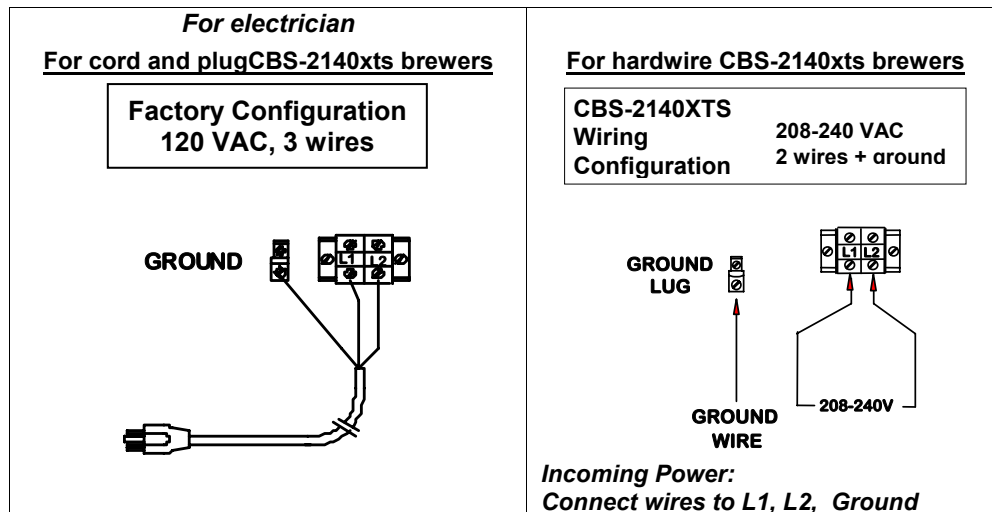 For electrician
For cord and plugCBS-2140xts brewers
Factory Configuration
120 VAC, 3 wires
GROUND
L1 L2
For hardwire CBS-2140xts brewers
CBS-2140XTS
Wiring
Configuration
208-240 VAC
2 wires + ground
GROUND
LUG
L1 L2
208-240V
GROUND
WIRE
Incoming Power:
Connect wires to L1, L2, Ground